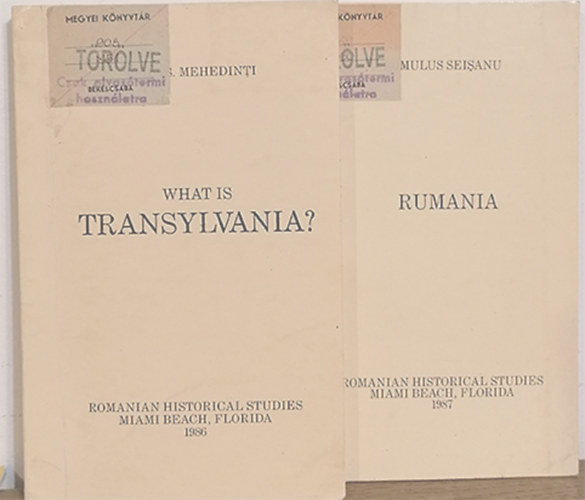 MEGYEI KÖNYVTÁR
TÖRÖLVE
BÉKÉSCSABA
Csak olvasótermi
használatra
S. MEHEDINȚI
WHAT IS
TRANSYLVANIA?
ROMANIAN HISTORICAL STUDIES
MIAMI BEACH, FLORIDA
1986
KÖNYVTÁR
ÖLVE
MULUS SEIȘANU
RUMANIA
ROMANIAN HISTORICAL STUDIES
MIAMI BEACH, FLORIDA
1987